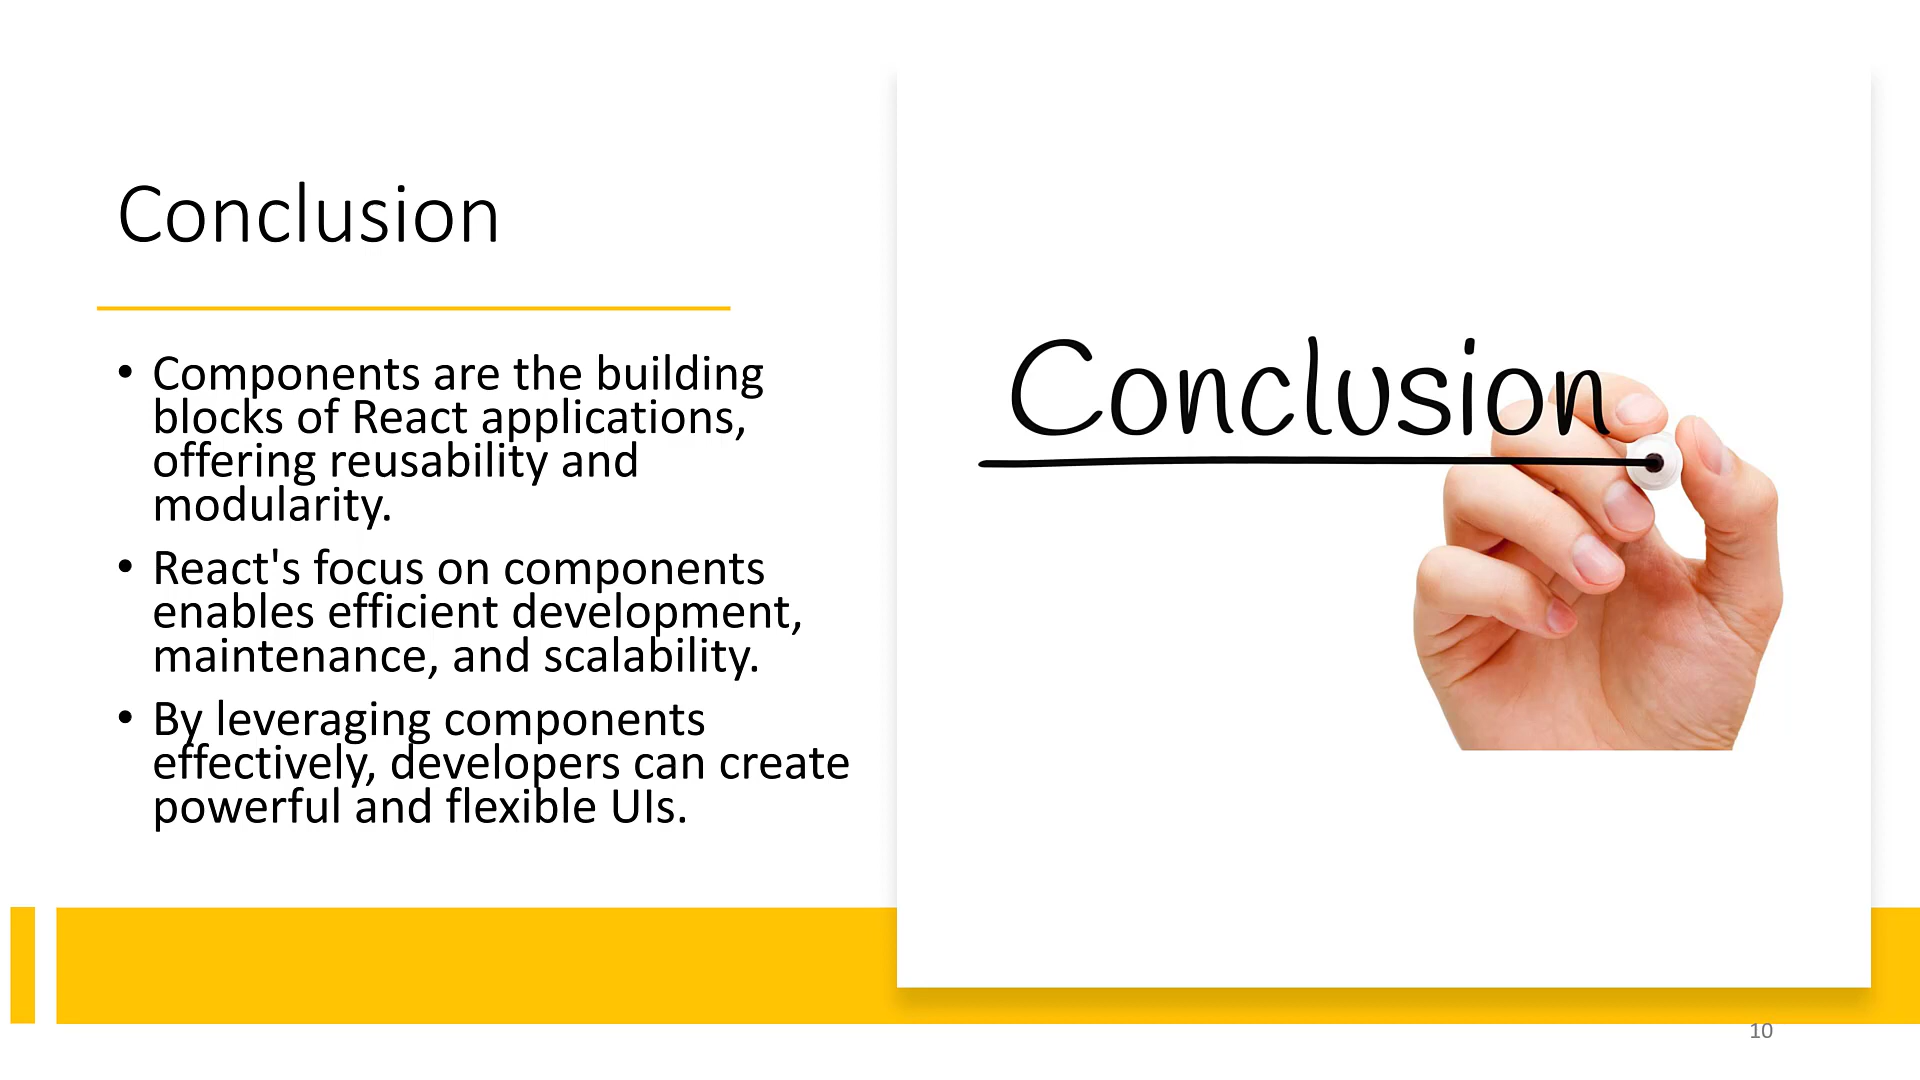 Conclusion
• Components are the building
blocks of React applications,
offering reusability and
modularity.
• React's focus on components
enables efficient development,
maintenance, and scalability.
• By leveraging components
effectively, developers can create
powerful and flexible UIs.
Conclusion
10